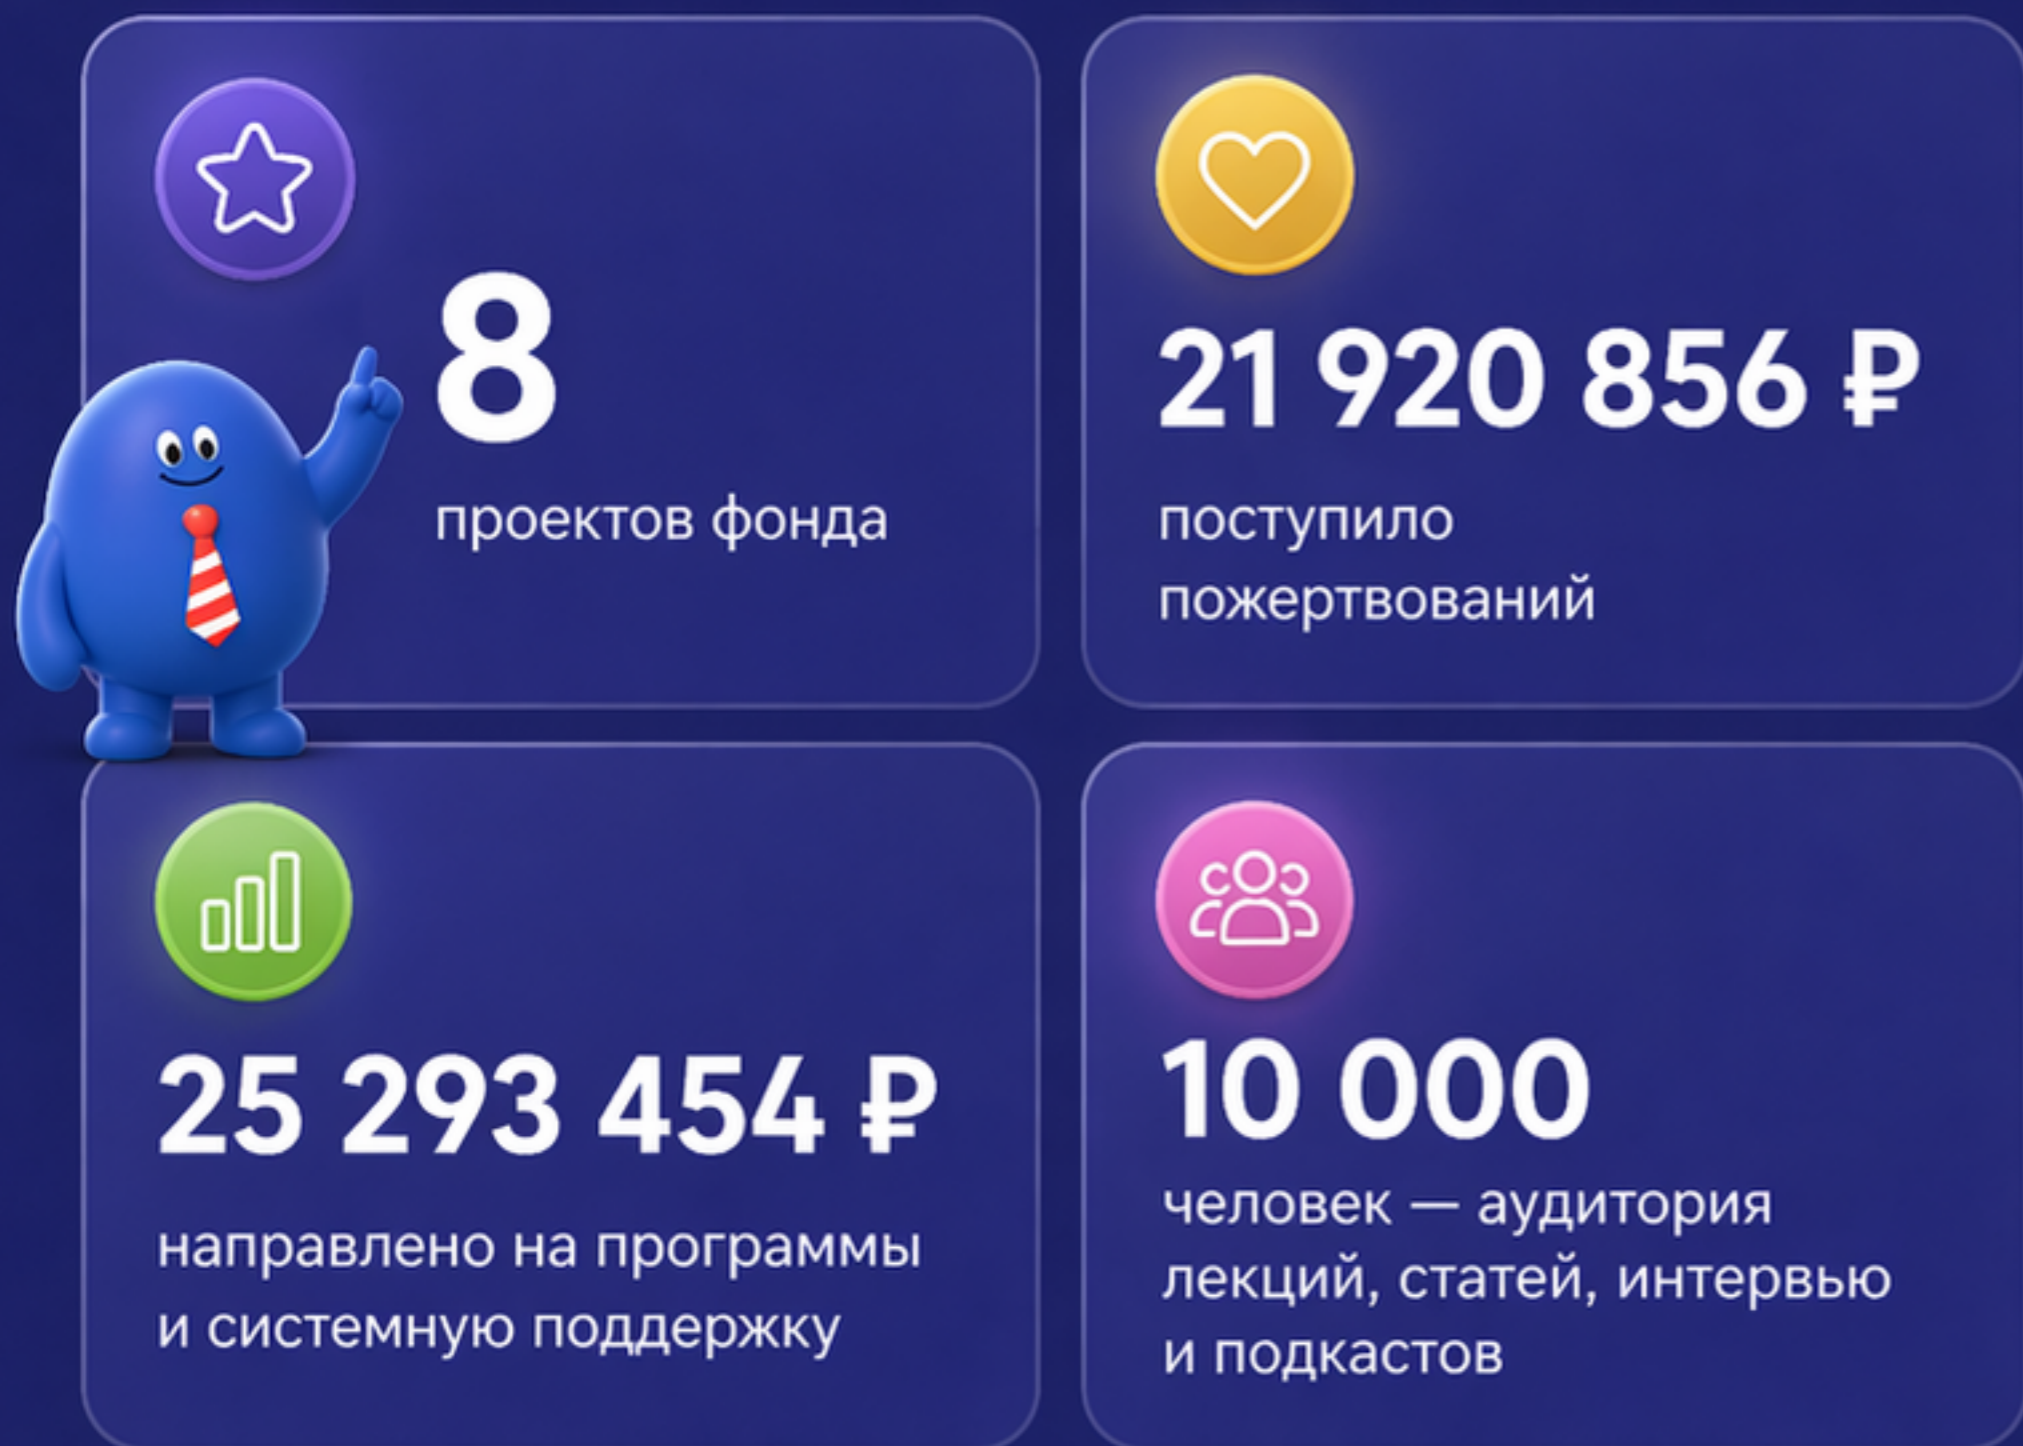 8
проектов фонда
21 920 856 ₽
поступило
пожертвований
25 293 454 ₽
направлено на программы
и системную поддержку
10 000
человек — аудитория
лекций, статей, интервью
и подкастов